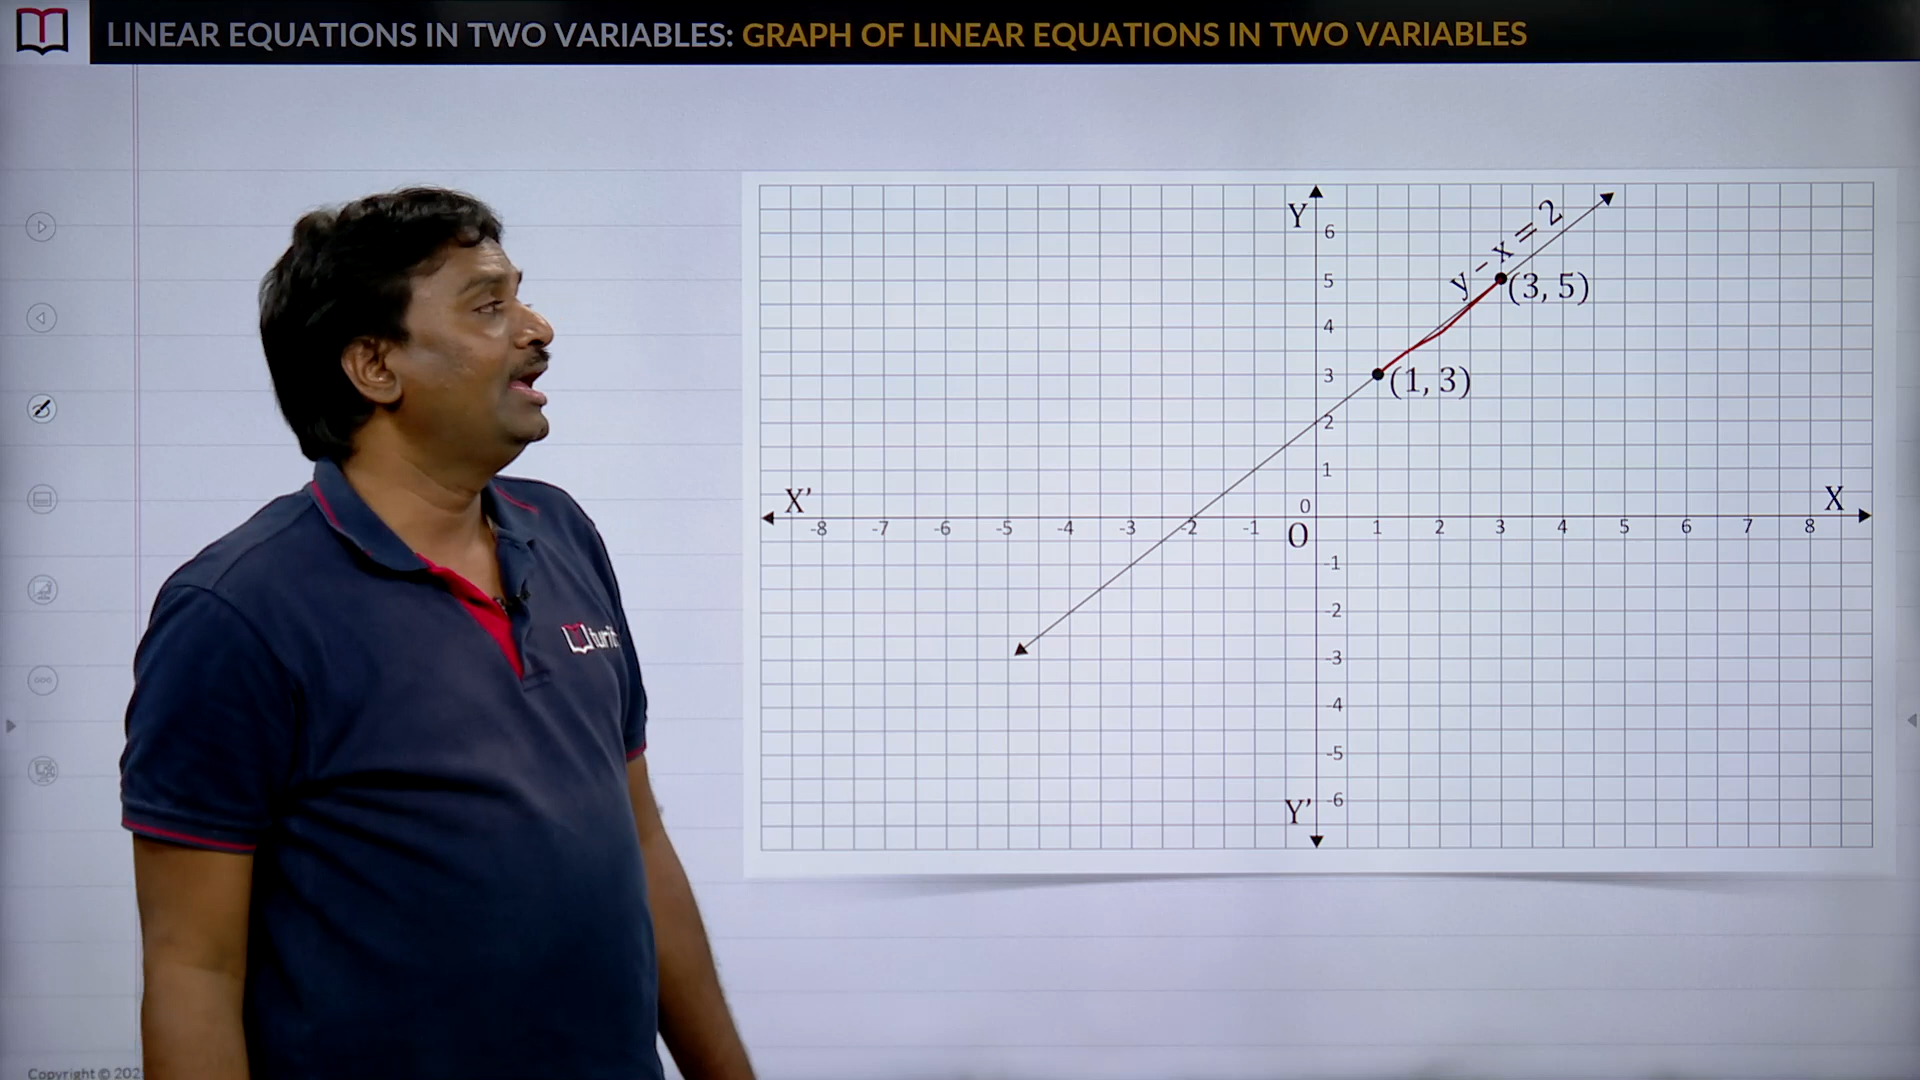 LINEAR EQUATIONS IN TWO VARIABLES: GRAPH OF LINEAR EQUATIONS IN TWO VARIABLES
Y
y - x = 2
6
5
(3, 5)
4
3
(1, 3)
2
1
X'
0
X
-8 -7 -6 -5 -4 -3 -2 -1 O 1 2 3 4 5 6 7 8
-1
-2
-3
-4
-5
-6
Y'
Copyright © 202